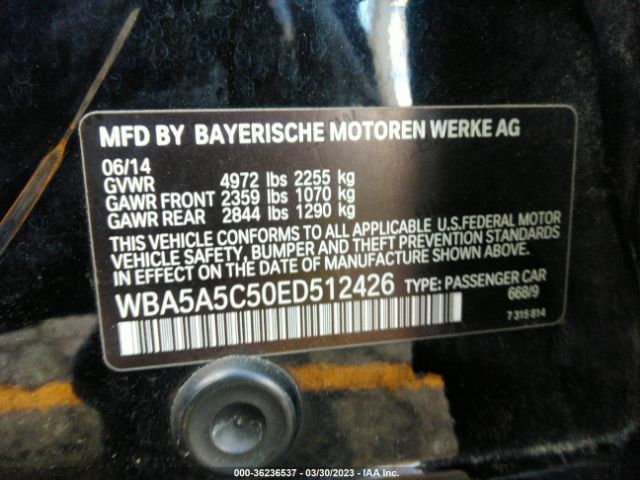 MFD BY BAYERISCHE MOTOREN WERKE AG
06/14
GVWR 4972 lbs 2255 kg
GAWR FRONT 2359 lbs 1070 kg
GAWR REAR 2844 lbs 1290 kg
THIS VEHICLE CONFORMS TO ALL APPLICABLE U.S.FEDERAL MOTOR
VEHICLE SAFETY, BUMPER AND THEFT PREVENTION STANDARDS
IN EFFECT ON THE DATE OF MANUFACTURE SHOWN ABOVE.
WBA5A5C50ED512426 TYPE: PASSENGER CAR
668/9
7 315 814
000-36236537 - 03/30/2023 - IAA Inc.